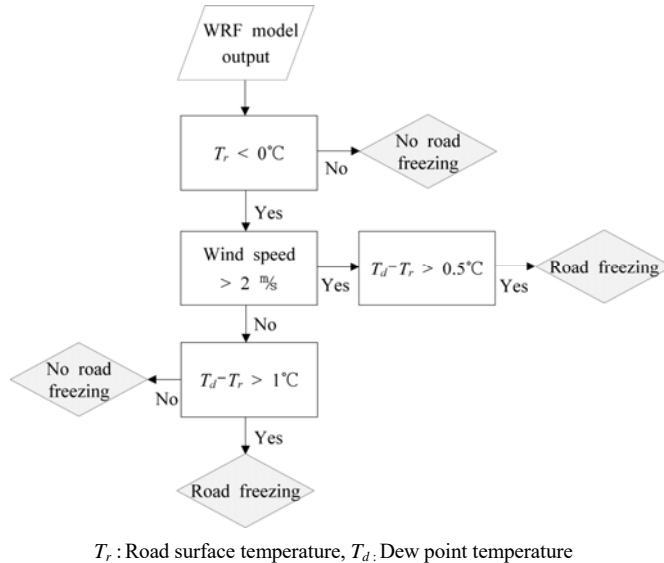 WRF model
output
Tr < 0℃
No
No road
freezing
Yes
Wind speed
> 2 ㎧
Yes
Td-Tr > 0.5℃
Yes
Road freezing
No
No road
freezing
No
Td-Tr > 1℃
Yes
Road freezing
Tr : Road surface temperature, Td : Dew point temperature